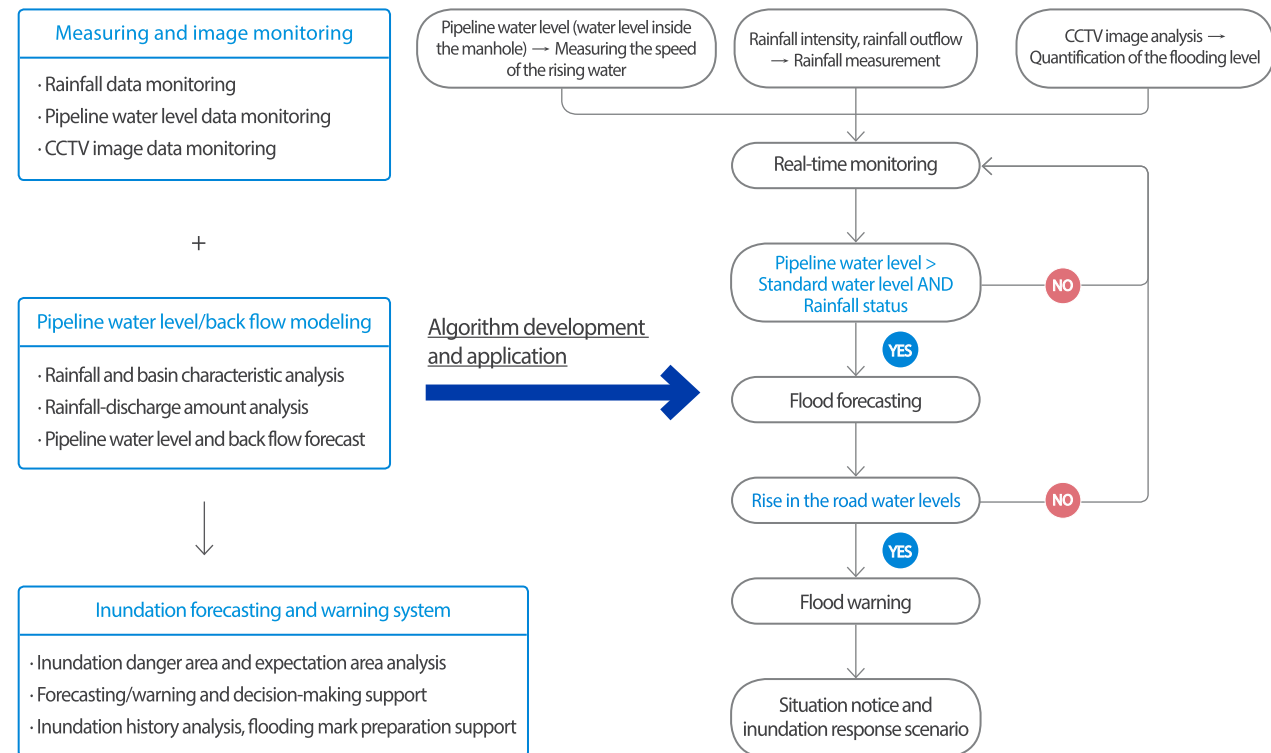 Measuring and image monitoring
· Rainfall data monitoring
· Pipeline water level data monitoring
· CCTV image data monitoring
+
Pipeline water level/back flow modeling
· Rainfall and basin characteristic analysis
· Rainfall-discharge amount analysis
· Pipeline water level and back flow forecast
Inundation forecasting and warning system
· Inundation danger area and expectation area analysis
· Forecasting/warning and decision-making support
· Inundation history analysis, flooding mark preparation support
Algorithm development
and application
Pipeline water level (water level inside
the manhole) → Measuring the speed
of the rising water
Rainfall intensity, rainfall outflow
→ Rainfall measurement
CCTV image analysis →
Quantification of the flooding level
Real-time monitoring
Pipeline water level >
Standard water level AND
Rainfall status
NO
YES
Flood forecasting
Rise in the road water levels
NO
YES
Flood warning
Situation notice and
inundation response scenario